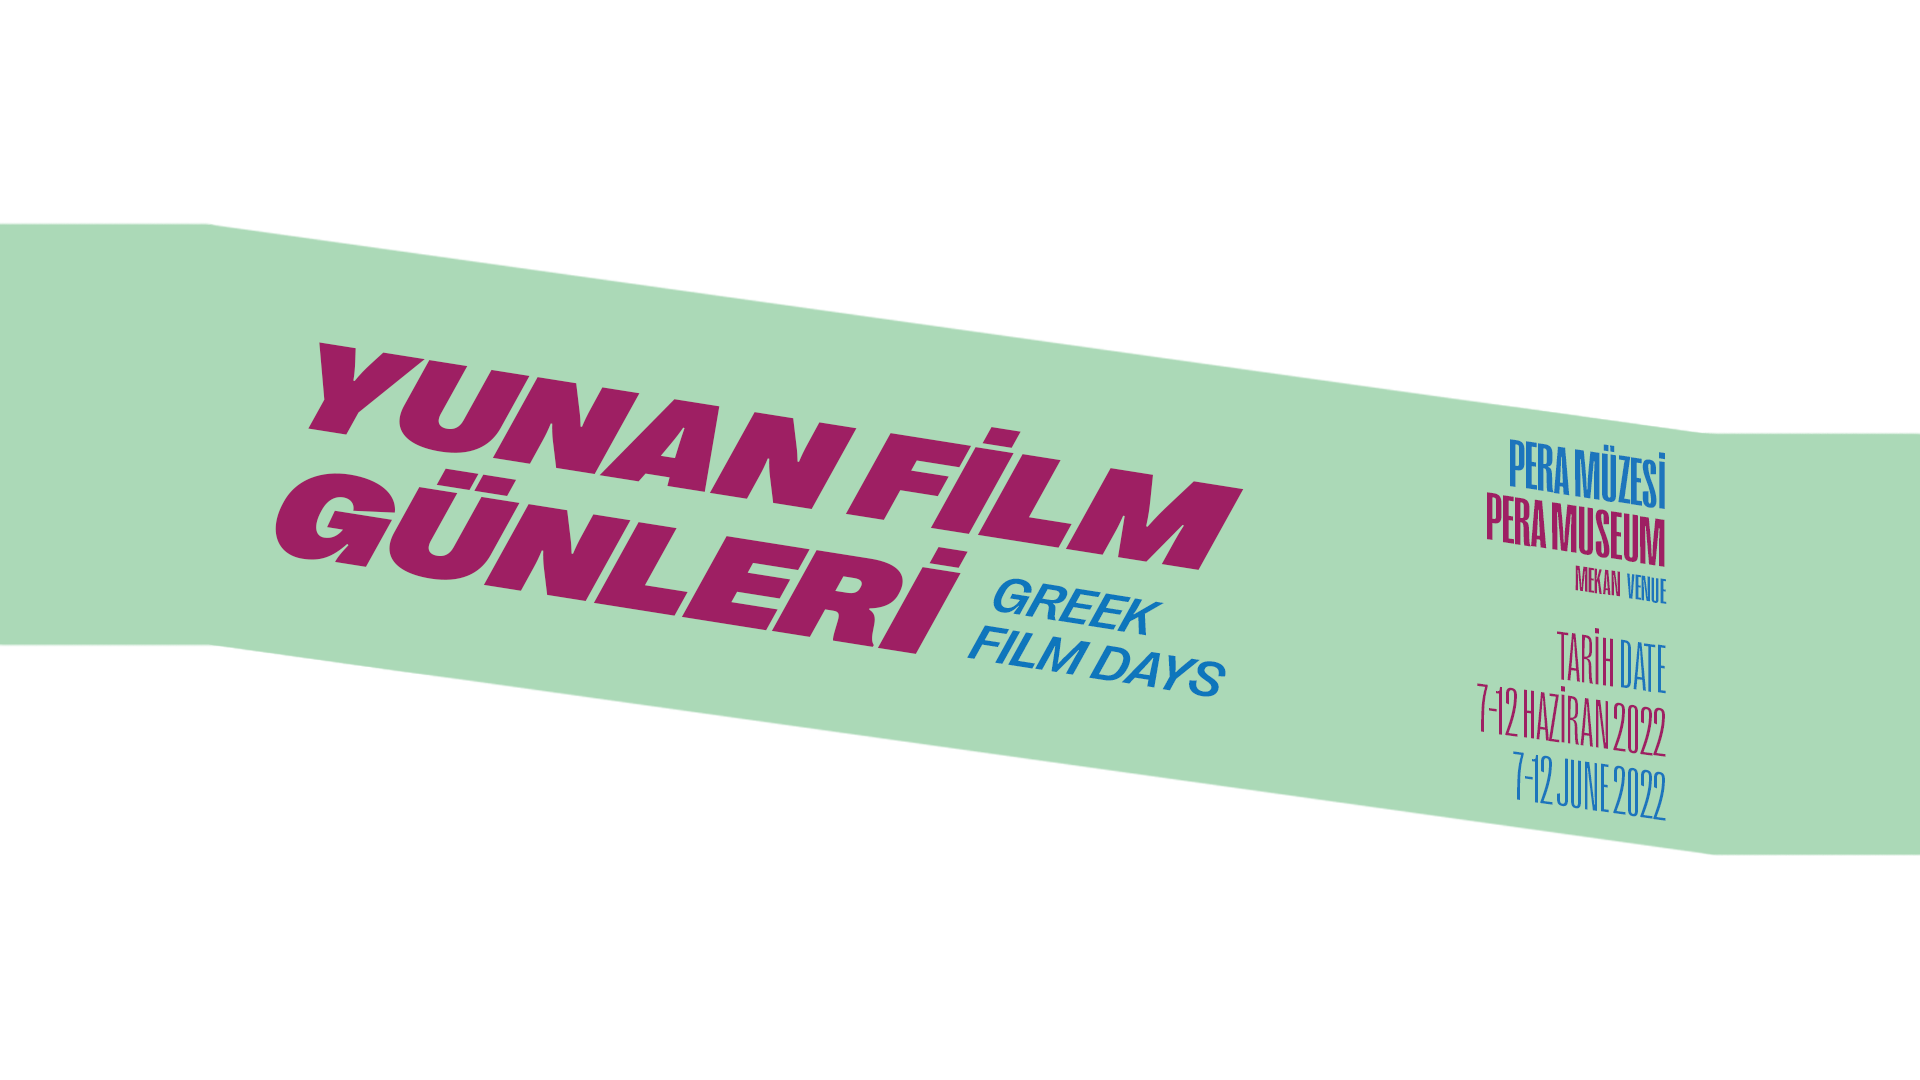 YUNAN FİLM
GÜNLERİ
GREEK
FILM DAYS
PERA MÜZESİ
PERA MUSEUM
MEKAN VENUE
TARİH DATE
7-12 HAZİRAN 2022
7-12 JUNE 2022